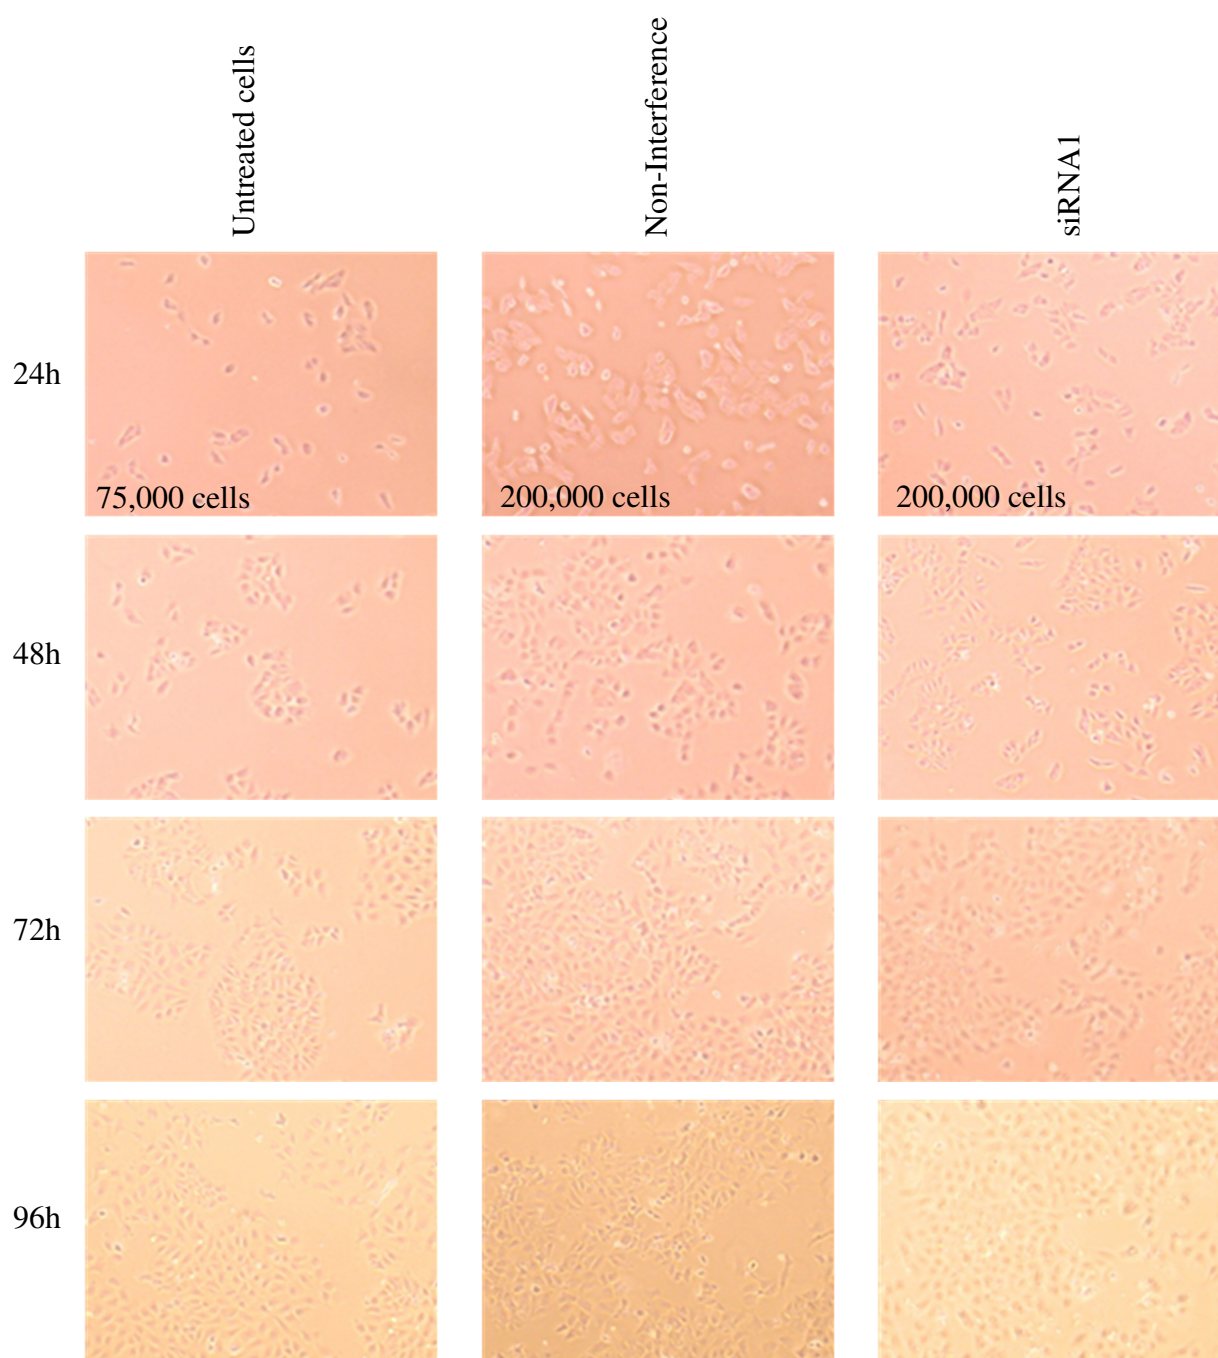 Untreated cells
Non-Interference
siRNA1
24h
75,000 cells
200,000 cells
200,000 cells
48h
72h
96h